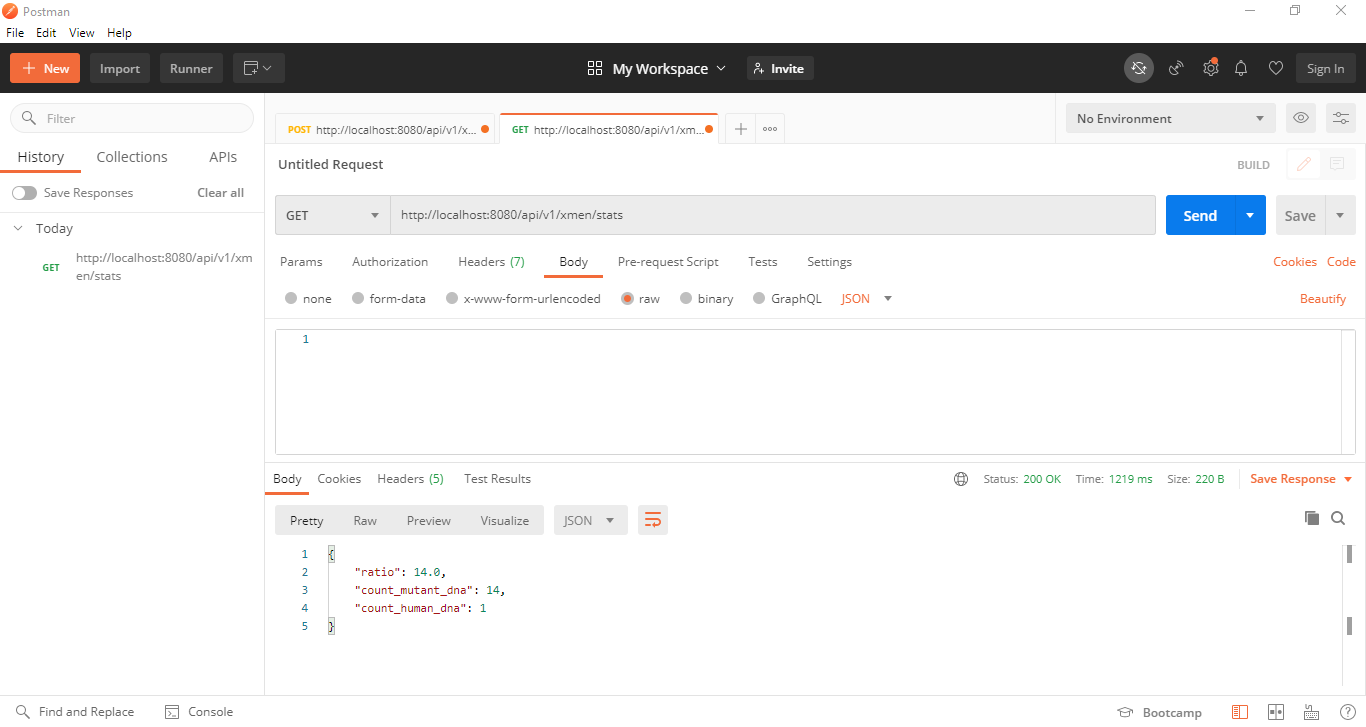 Postman
File Edit View Help
New Import Runner My Workspace Invite Sign In
Filter
History Collections APIs
Save Responses Clear all
Today
GET http://localhost:8080/api/v1/xm
en/stats
POST http://localhost:8080/api/v1/x... GET http://localhost:8080/api/v1/xm... No Environment
Untitled Request BUILD
GET http://localhost:8080/api/v1/xmen/stats Send Save
Params Authorization Headers (7) Body Pre-request Script Tests Settings Cookies Code
none form-data x-www-form-urlencoded raw binary GraphQL JSON Beautify
1
Body Cookies Headers (5) Test Results Status: 200 OK Time: 1219 ms Size: 220 B Save Response
Pretty Raw Preview Visualize JSON
1 {
2 "ratio": 14.0,
3 "count_mutant_dna": 14,
4 "count_human_dna": 1
5 }
Find and Replace Console Bootcamp